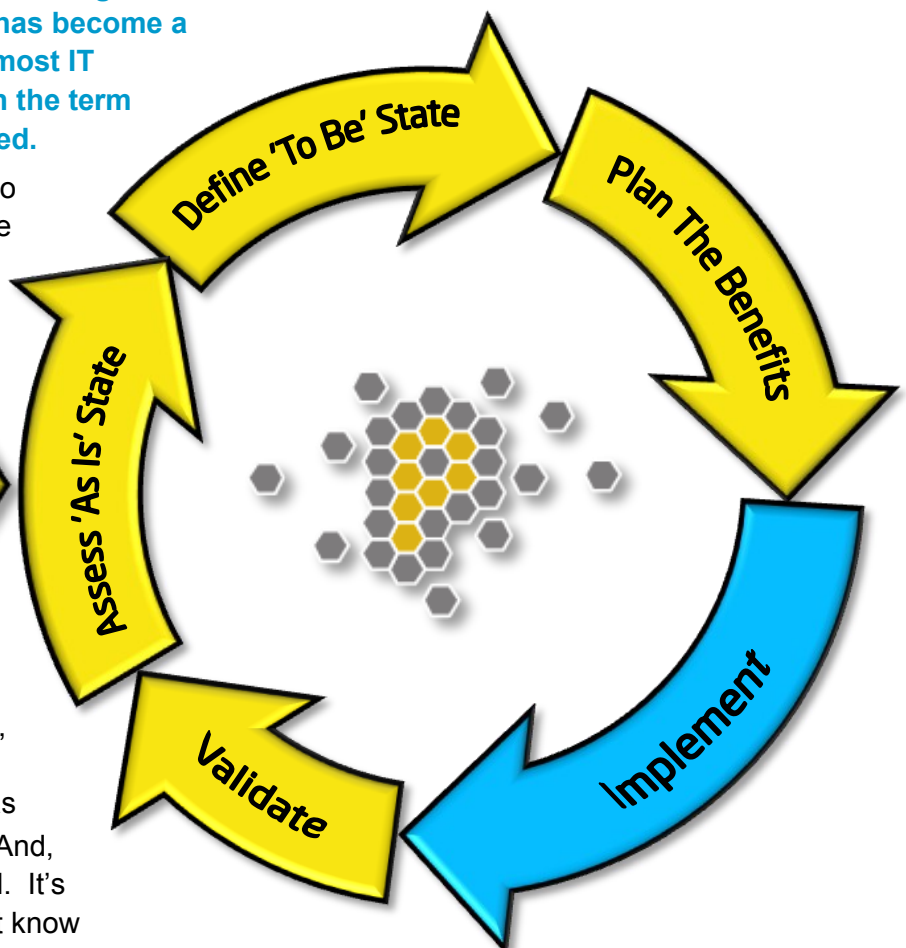 has become a
most IT
the term
ed.
o
e
Define 'To Be' State
Plan The Benefits
Assess 'As Is' State
Implement
Validate
,
s
And,
. It's
t know